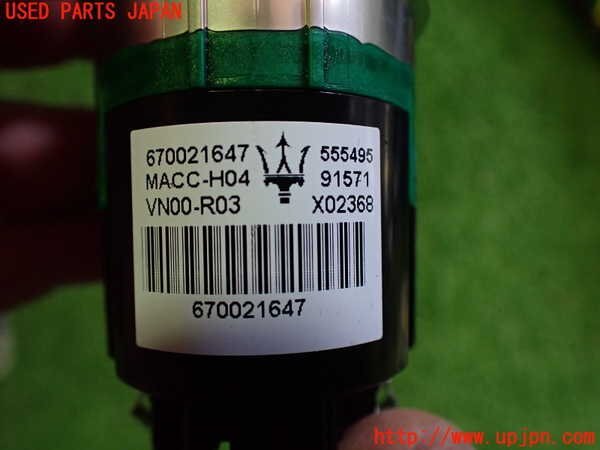 USED PARTS JAPAN
670021647 555495
MACC-H04 91571
VN00-R03 X02368
670021647
http://www.upjpn.com/